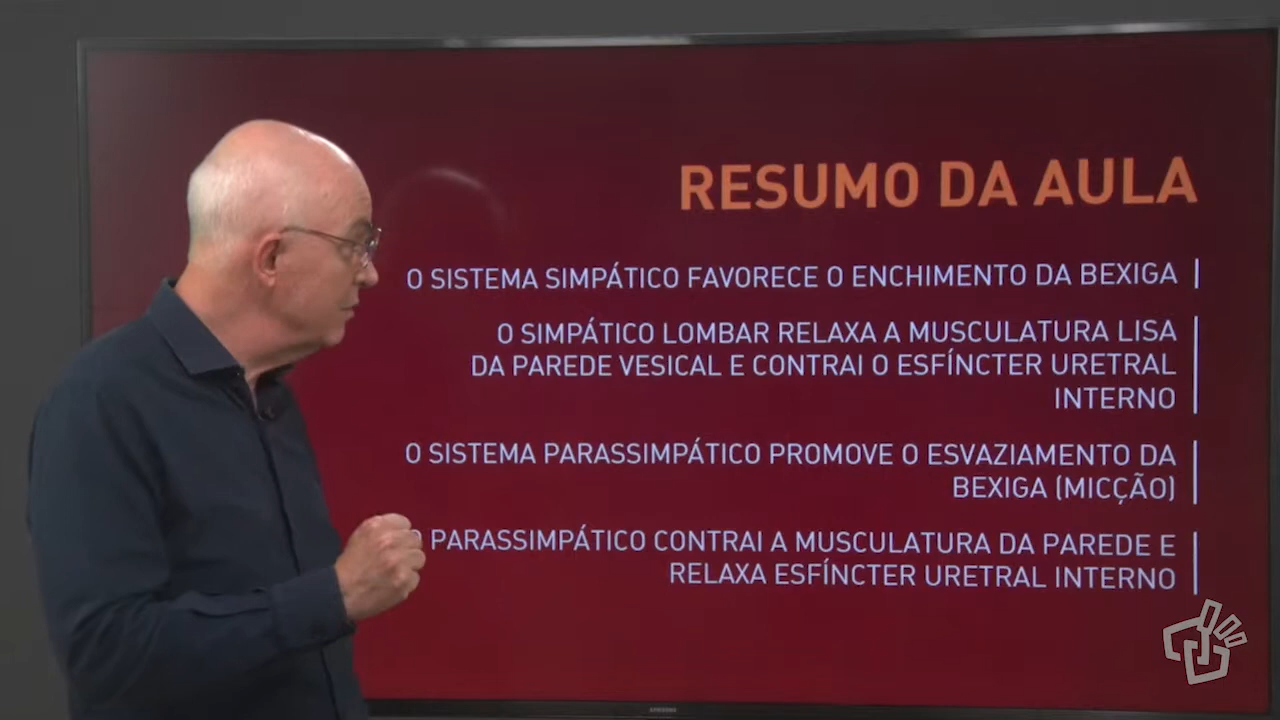 RESUMO DA AULA
O SISTEMA SIMPÁTICO FAVORECE O ENCHIMENTO DA BEXIGA
O SIMPÁTICO LOMBAR RELAXA A MUSCULATURA LISA
DA PAREDE VESICAL E CONTRAI O ESFÍNCTER URETRAL
INTERNO
O SISTEMA PARASSIMPÁTICO PROMOVE O ESVAZIAMENTO DA
BEXIGA (MICÇÃO)
O PARASSIMPÁTICO CONTRAI A MUSCULATURA DA PAREDE E
RELAXA ESFÍNCTER URETRAL INTERNO
SAMSUNG